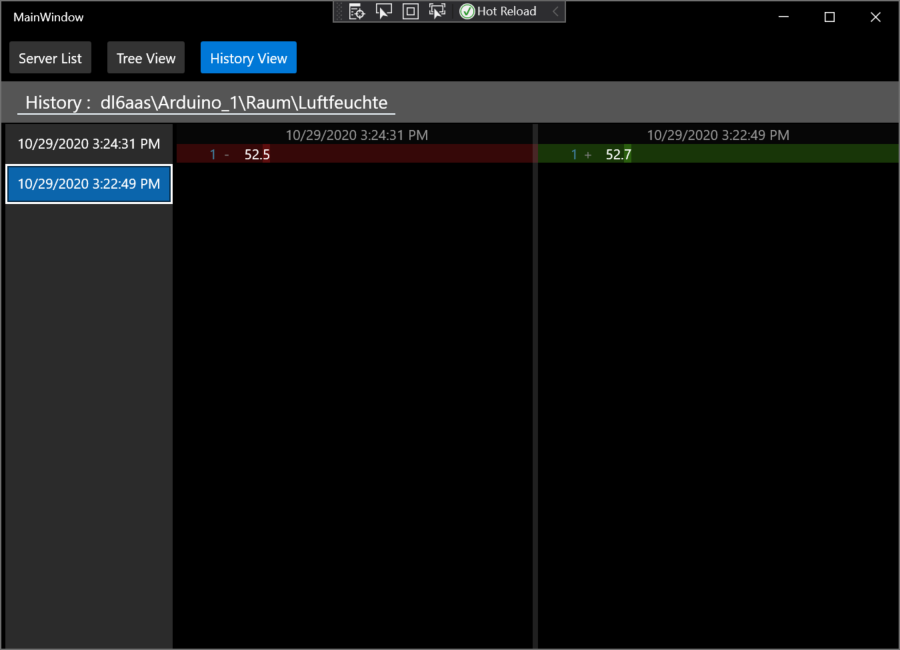 MainWindow
Hot Reload
Server List Tree View History View
History : dl6aas\Arduino_1\Raum\Luftfeuchte
10/29/2020 3:24:31 PM
10/29/2020 3:22:49 PM
10/29/2020 3:24:31 PM
1 - 52.5
10/29/2020 3:22:49 PM
1 + 52.7